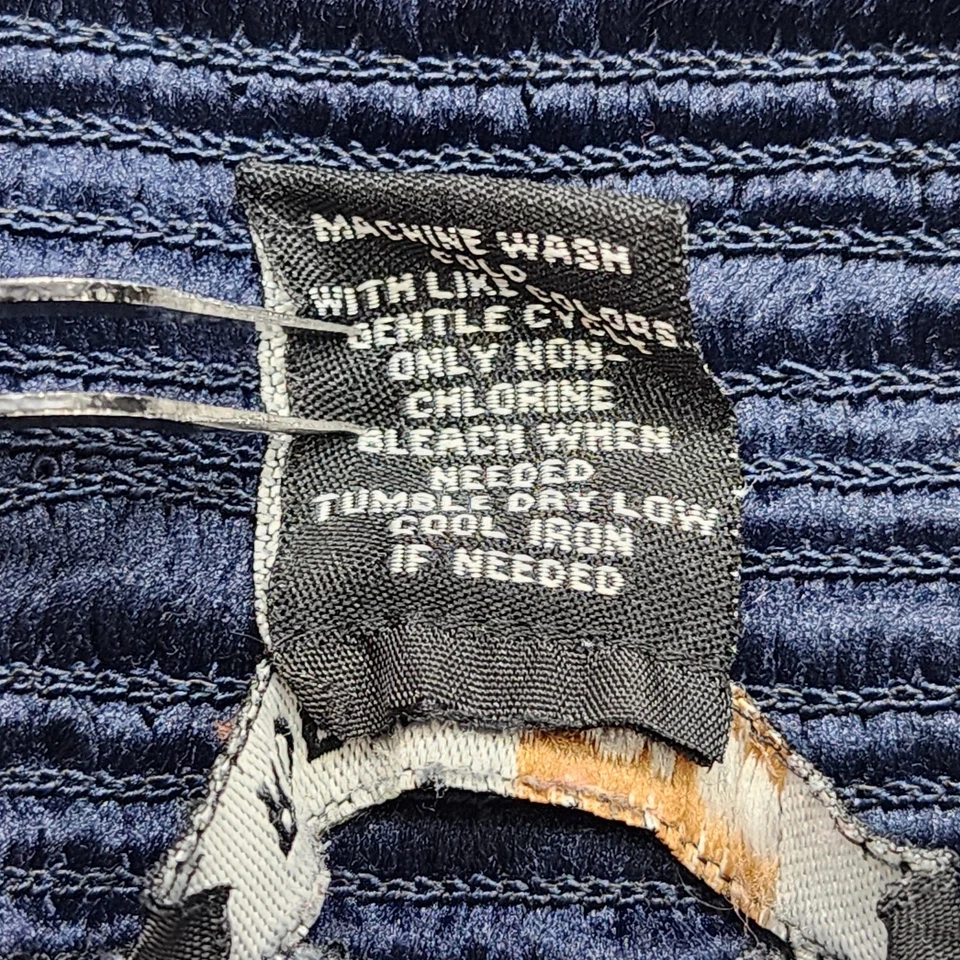 MACHINE WASH
COLD
WITH LIKE COLORS
GENTLE CYCLE
ONLY NON-
CHLORINE
BLEACH WHEN
NEEDED
TUMBLE DRY LOW
COOL IRON
IF NEEDED